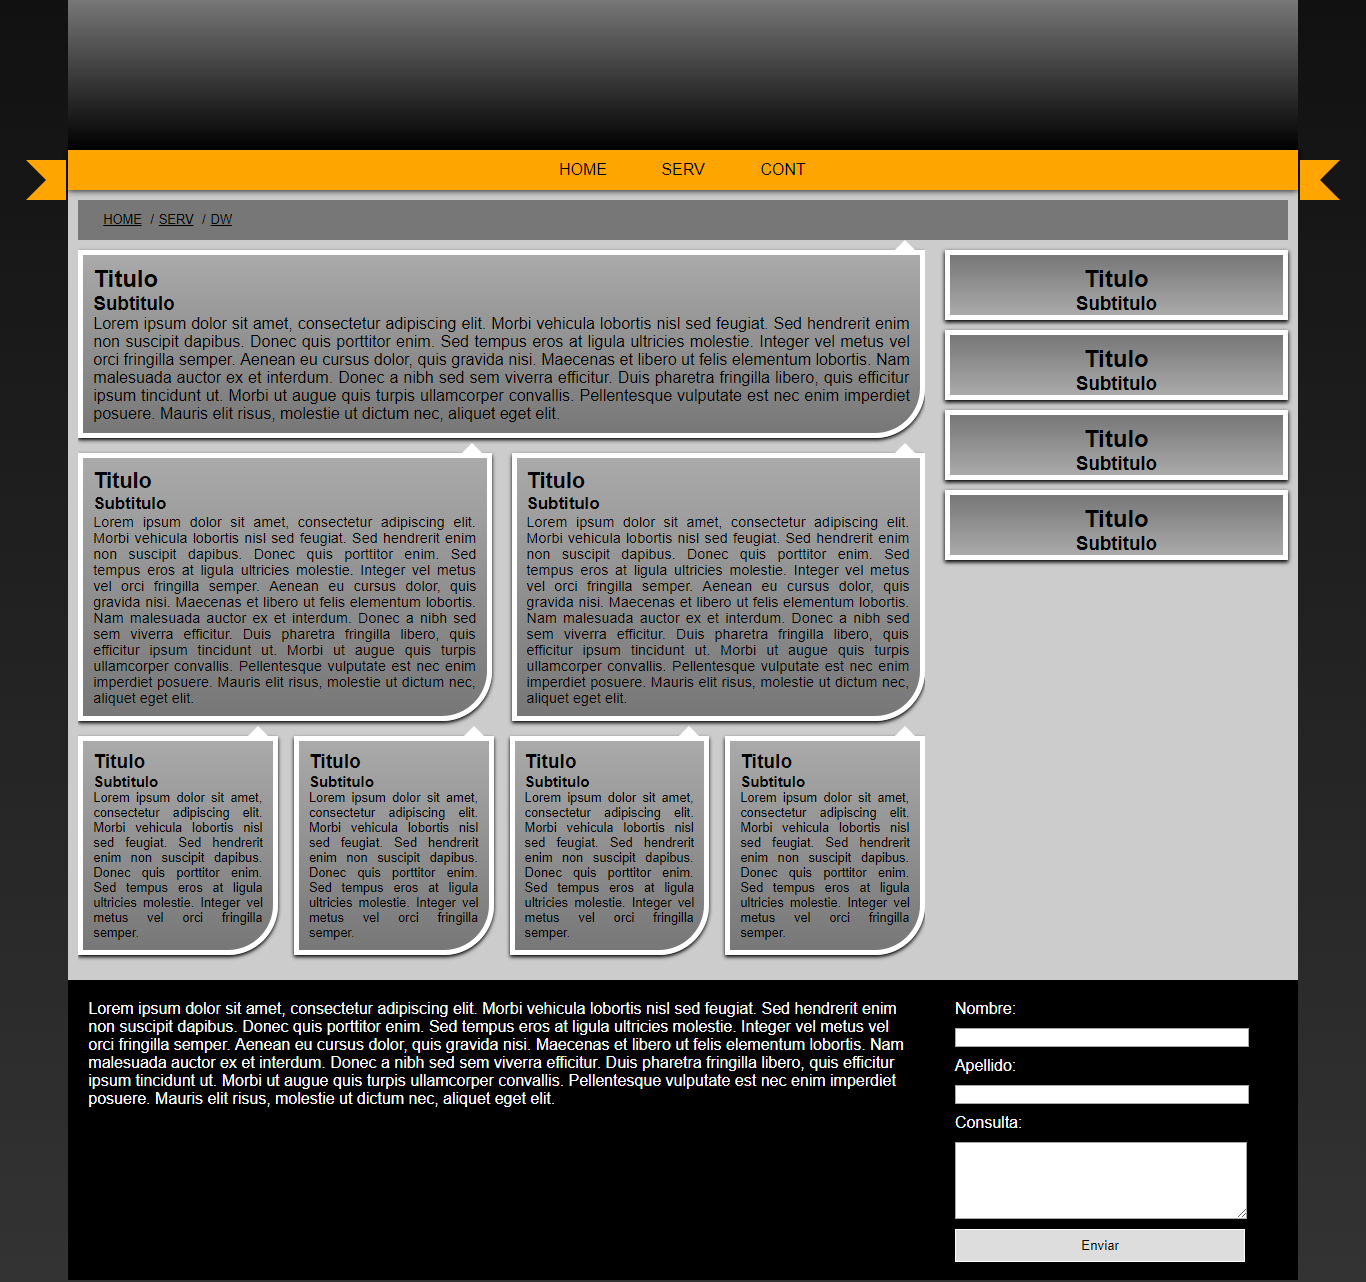 HOME SERV CONT
HOME / SERV / DW
Titulo
Subtitulo
Lorem ipsum dolor sit amet, consectetur adipiscing elit. Morbi vehicula lobortis nisl sed feugiat. Sed hendrerit enim
non suscipit dapibus. Donec quis porttitor enim. Sed tempus eros at ligula ultricies molestie. Integer vel metus vel
orci fringilla semper. Aenean eu cursus dolor, quis gravida nisi. Maecenas et libero ut felis elementum lobortis. Nam
malesuada auctor ex et interdum. Donec a nibh sed sem viverra efficitur. Duis pharetra fringilla libero, quis efficitur
ipsum tincidunt ut. Morbi ut augue quis turpis ullamcorper convallis. Pellentesque vulputate est nec enim imperdiet
posuere. Mauris elit risus, molestie ut dictum nec, aliquet eget elit.
Titulo
Subtitulo
Titulo
Subtitulo
Titulo
Subtitulo
Titulo
Subtitulo
Titulo
Subtitulo
Lorem ipsum dolor sit amet, consectetur adipiscing elit.
Morbi vehicula lobortis nisl sed feugiat. Sed hendrerit enim
non suscipit dapibus. Donec quis porttitor enim. Sed
tempus eros at ligula ultricies molestie. Integer vel metus
vel orci fringilla semper. Aenean eu cursus dolor, quis
gravida nisi. Maecenas et libero ut felis elementum lobortis.
Nam malesuada auctor ex et interdum. Donec a nibh sed
sem viverra efficitur. Duis pharetra fringilla libero, quis
efficitur ipsum tincidunt ut. Morbi ut augue quis turpis
ullamcorper convallis. Pellentesque vulputate est nec enim
imperdiet posuere. Mauris elit risus, molestie ut dictum nec,
aliquet eget elit.
Titulo
Subtitulo
Lorem ipsum dolor sit amet, consectetur adipiscing elit.
Morbi vehicula lobortis nisl sed feugiat. Sed hendrerit enim
non suscipit dapibus. Donec quis porttitor enim. Sed
tempus eros at ligula ultricies molestie. Integer vel metus
vel orci fringilla semper. Aenean eu cursus dolor, quis
gravida nisi. Maecenas et libero ut felis elementum lobortis.
Nam malesuada auctor ex et interdum. Donec a nibh sed
sem viverra efficitur. Duis pharetra fringilla libero, quis
efficitur ipsum tincidunt ut. Morbi ut augue quis turpis
ullamcorper convallis. Pellentesque vulputate est nec enim
imperdiet posuere. Mauris elit risus, molestie ut dictum nec,
aliquet eget elit.
Titulo
Subtitulo
Lorem ipsum dolor sit amet,
consectetur adipiscing elit.
Morbi vehicula lobortis nisl
sed feugiat. Sed hendrerit
enim non suscipit dapibus.
Donec quis porttitor enim.
Sed tempus eros at ligula
ultricies molestie. Integer vel
metus vel orci fringilla
semper.
Titulo
Subtitulo
Lorem ipsum dolor sit amet,
consectetur adipiscing elit.
Morbi vehicula lobortis nisl
sed feugiat. Sed hendrerit
enim non suscipit dapibus.
Donec quis porttitor enim.
Sed tempus eros at ligula
ultricies molestie. Integer vel
metus vel orci fringilla
semper.
Titulo
Subtitulo
Lorem ipsum dolor sit amet,
consectetur adipiscing elit.
Morbi vehicula lobortis nisl
sed feugiat. Sed hendrerit
enim non suscipit dapibus.
Donec quis porttitor enim.
Sed tempus eros at ligula
ultricies molestie. Integer vel
metus vel orci fringilla
semper.
Titulo
Subtitulo
Lorem ipsum dolor sit amet,
consectetur adipiscing elit.
Morbi vehicula lobortis nisl
sed feugiat. Sed hendrerit
enim non suscipit dapibus.
Donec quis porttitor enim.
Sed tempus eros at ligula
ultricies molestie. Integer vel
metus vel orci fringilla
semper.
Lorem ipsum dolor sit amet, consectetur adipiscing elit. Morbi vehicula lobortis nisl sed feugiat. Sed hendrerit enim
non suscipit dapibus. Donec quis porttitor enim. Sed tempus eros at ligula ultricies molestie. Integer vel metus vel
orci fringilla semper. Aenean eu cursus dolor, quis gravida nisi. Maecenas et libero ut felis elementum lobortis. Nam
malesuada auctor ex et interdum. Donec a nibh sed sem viverra efficitur. Duis pharetra fringilla libero, quis efficitur
ipsum tincidunt ut. Morbi ut augue quis turpis ullamcorper convallis. Pellentesque vulputate est nec enim imperdiet
posuere. Mauris elit risus, molestie ut dictum nec, aliquet eget elit.
Nombre:
Apellido:
Consulta:
Enviar